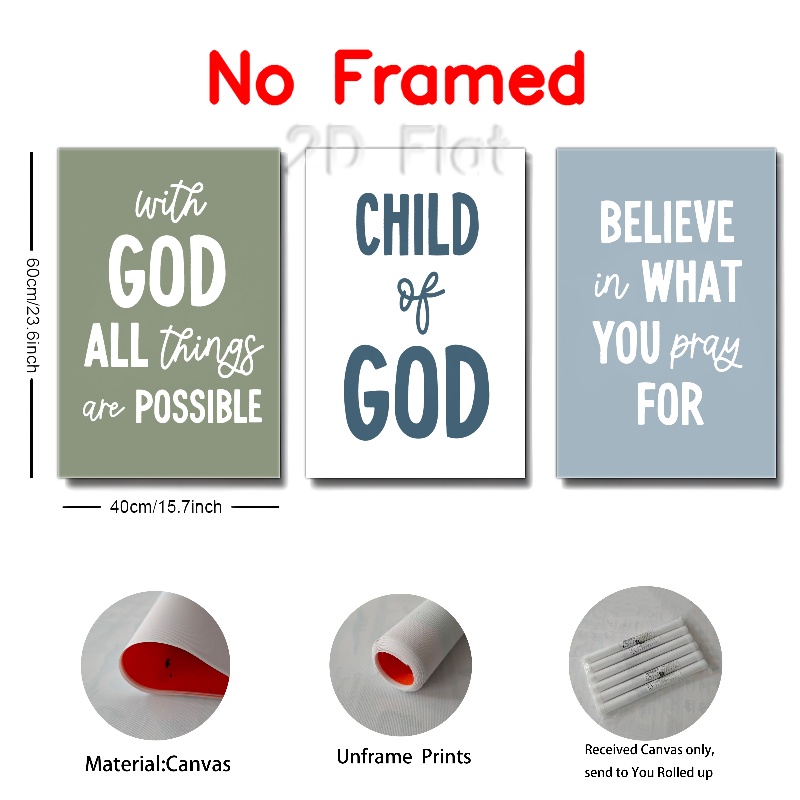 No Framed
2D Flat
with
GOD
ALL things
are POSSIBLE
CHILD
of
GOD
BELIEVE
in WHAT
YOU pray
FOR
60cm/23.6inch
40cm/15.7inch
Material:Canvas
Unframe Prints
Received Canvas only,
send to You Rolled up